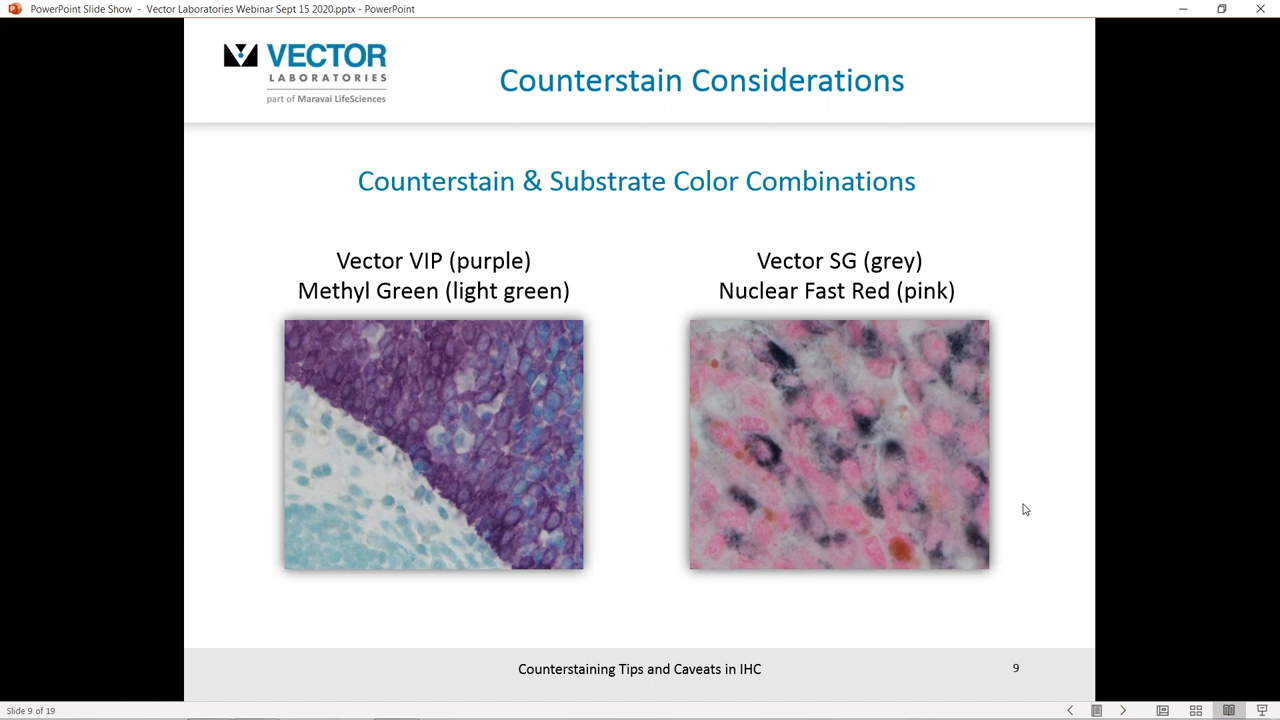 PowerPoint Slide Show - Vector Laboratories Webinar Sept 15 2020.pptx - PowerPoint
VECTOR
LABORATORIES
part of Maravai LifeSciences
Counterstain Considerations
Counterstain & Substrate Color Combinations
Vector VIP (purple)
Methyl Green (light green)
Vector SG (grey)
Nuclear Fast Red (pink)
Counterstaining Tips and Caveats in IHC
9
Slide 9 of 19